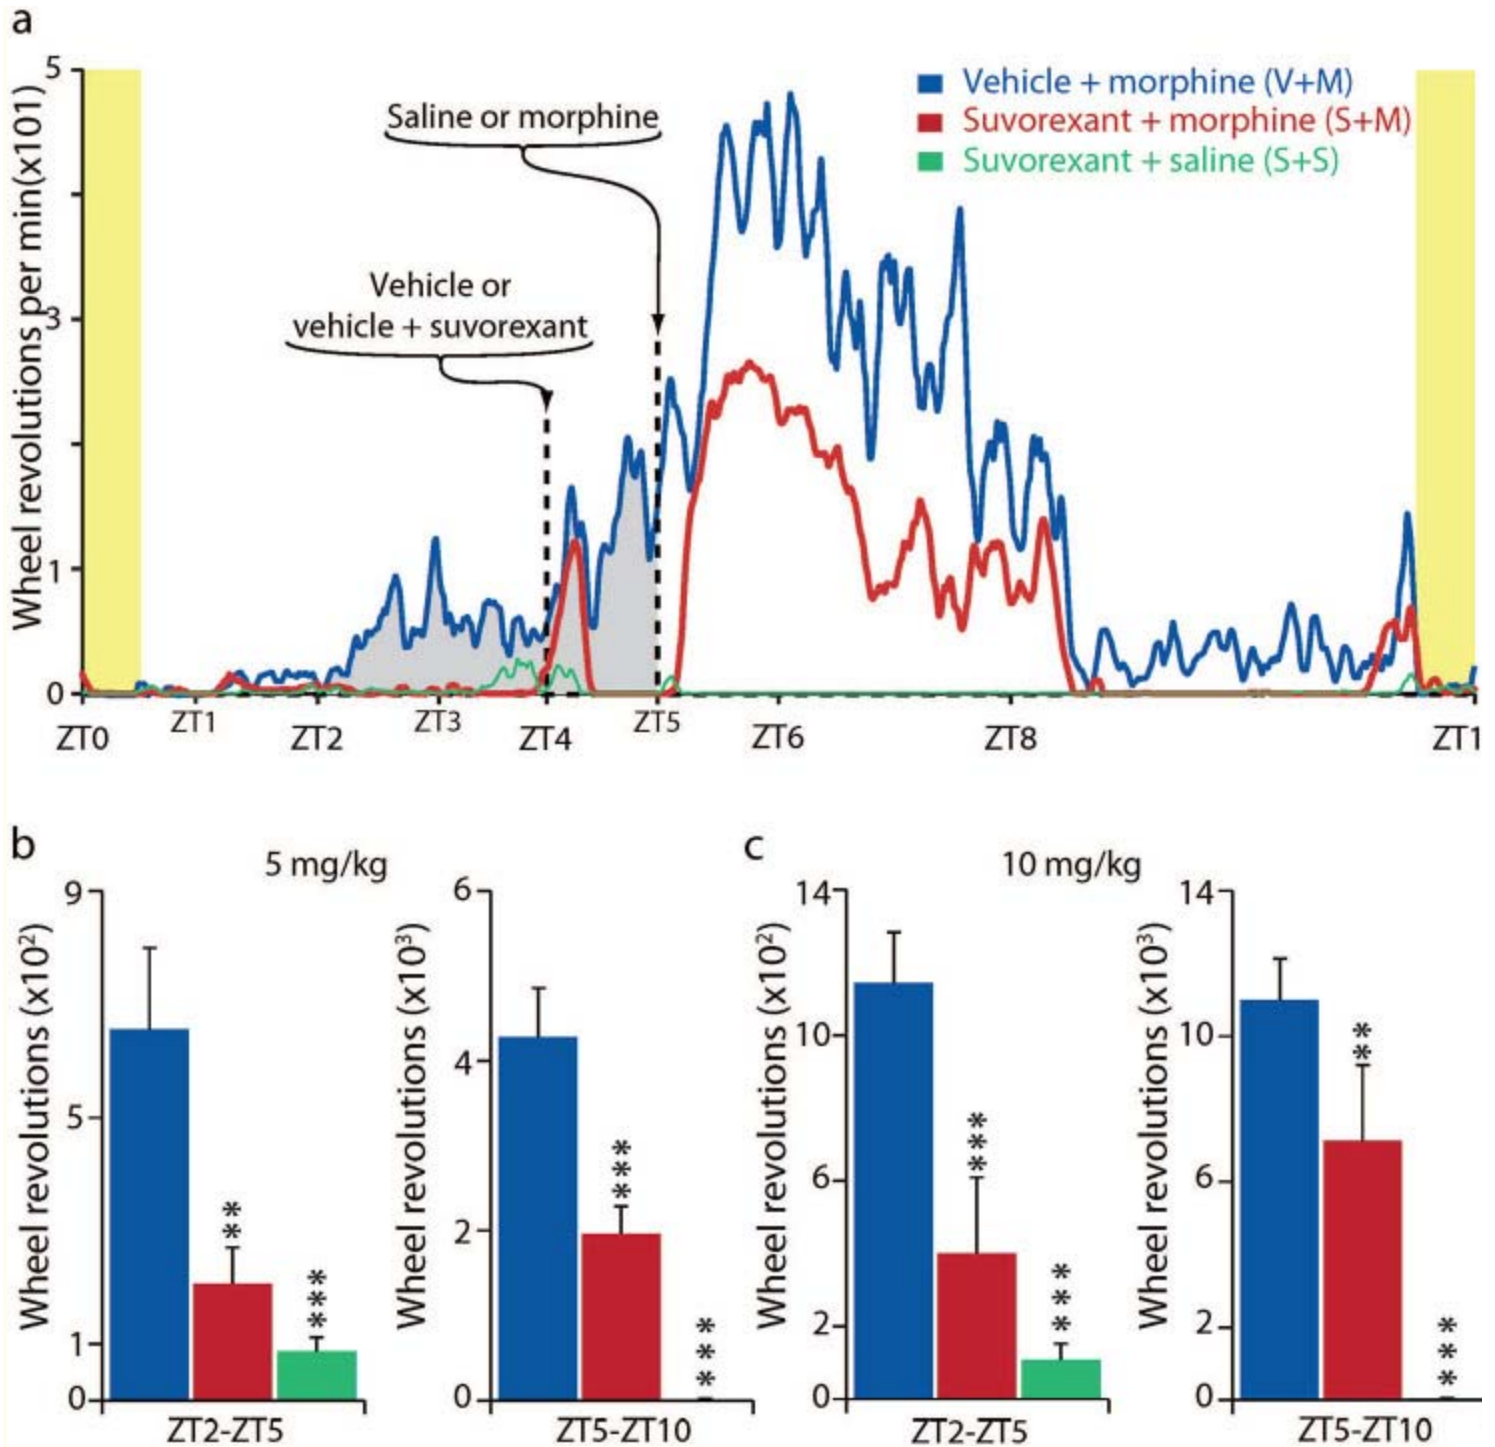 a
Wheel revolutions per min(x101)
5
3
1
0
Saline or morphine
Vehicle or
vehicle + suvorexant
Vehicle + morphine (V+M)
Suvorexant + morphine (S+M)
Suvorexant + saline (S+S)
ZT0 ZT1 ZT2 ZT3 ZT4 ZT5 ZT6 ZT8 ZT1
b
5 mg/kg
Wheel revolutions (x10²)
9
5
1
0
**
***
ZT2-ZT5
Wheel revolutions (x10³)
6
4
2
0
***
***
ZT5-ZT10
c
10 mg/kg
Wheel revolutions (x10²)
14
10
6
2
0
***
***
ZT2-ZT5
Wheel revolutions (x10³)
14
10
6
2
0
**
***
ZT5-ZT10